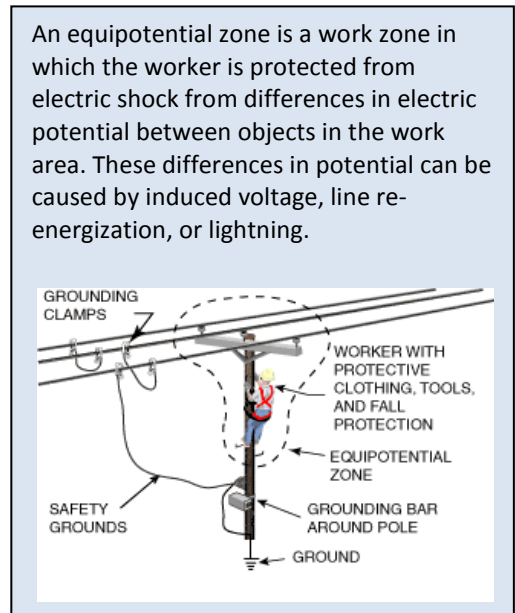 An equipotential zone is a work zone in
which the worker is protected from
electric shock from differences in electric
potential between objects in the work
area. These differences in potential can be
caused by induced voltage, line re-
energization, or lightning.
GROUNDING
CLAMPS
WORKER WITH
PROTECTIVE
CLOTHING, TOOLS,
AND FALL
PROTECTION
EQUIPOTENTIAL
ZONE
SAFETY
GROUNDS
GROUNDING BAR
AROUND POLE
GROUND